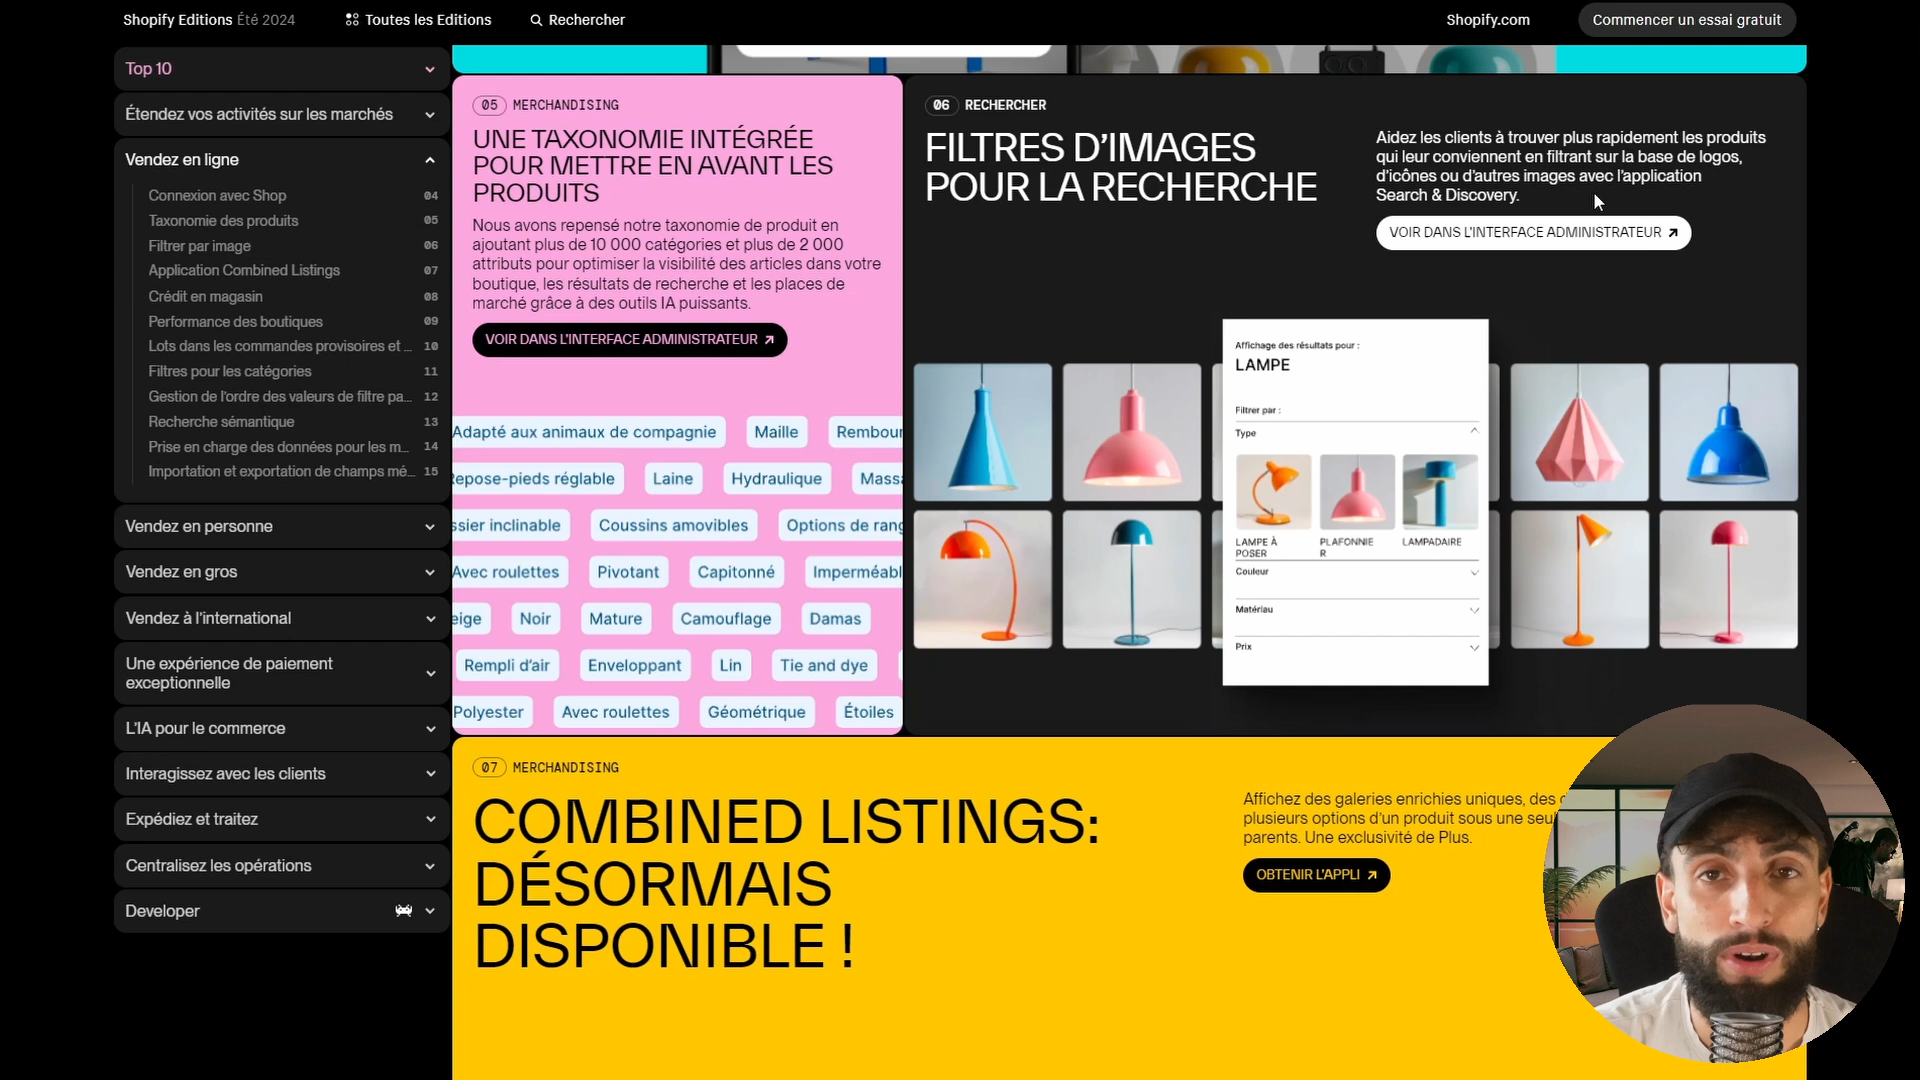 Shopify Editions Été 2024
Toutes les Editions
Rechercher
Shopify.com
Commencer un essai gratuit
Top 10
Étendez vos activités sur les marchés
Vendez en ligne
Connexion avec Shop 04
Taxonomie des produits 05
Filtrer par image 06
Application Combined Listings 07
Crédit en magasin 08
Performance des boutiques 09
Lots dans les commandes provisoires et ... 10
Filtres pour les catégories 11
Gestion de l'ordre des valeurs de filtre pa... 12
Recherche sémantique 13
Prise en charge des données pour les m... 14
Importation et exportation de champs mé... 15
Vendez en personne
Vendez en gros
Vendez à l'international
Une expérience de paiement
exceptionnelle
L'IA pour le commerce
Interagissez avec les clients
Expédiez et traitez
Centralisez les opérations
Developer
05 MERCHANDISING
UNE TAXONOMIE INTÉGRÉE
POUR METTRE EN AVANT LES
PRODUITS
Nous avons repensé notre taxonomie de produit en
ajoutant plus de 10 000 catégories et plus de 2 000
attributs pour optimiser la visibilité des articles dans votre
boutique, les résultats de recherche et les places de
marché grâce à des outils IA puissants.
VOIR DANS L'INTERFACE ADMINISTRATEUR
Adapté aux animaux de compagnie Maille Rembour
Repose-pieds réglable Laine Hydraulique Massa
ssier inclinable Coussins amovibles Options de rang
Avec roulettes Pivotant Capitonné Imperméabl
eige Noir Mature Camouflage Damas
Rempli d'air Enveloppant Lin Tie and dye
Polyester Avec roulettes Géométrique Étoiles
06 RECHERCHER
FILTRES D'IMAGES
POUR LA RECHERCHE
Aidez les clients à trouver plus rapidement les produits
qui leur conviennent en filtrant sur la base de logos,
d'icônes ou d'autres images avec l'application
Search & Discovery.
VOIR DANS L'INTERFACE ADMINISTRATEUR
Affichage des résultats pour :
LAMPE
Filtrer par :
Type
LAMPE À
POSER
PLAFONNIE
R
LAMPADAIRE
Couleur
Matériau
Prix
07 MERCHANDISING
COMBINED LISTINGS:
DÉSORMAIS
DISPONIBLE !
Affichez des galeries enrichies uniques, des d
plusieurs options d'un produit sous une seu
parents. Une exclusivité de Plus.
OBTENIR L'APPLI